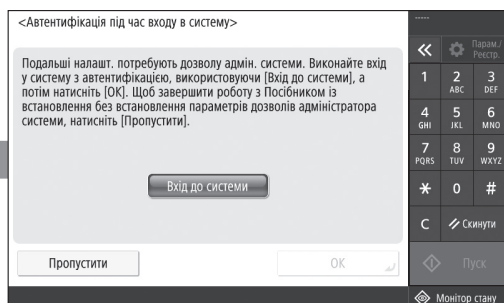 <Автентифікація під час входу в систему>
Подальші налашт. потребують дозволу адмін. системи. Виконайте вхід
у систему з автентифікацією, використовуючи [Вхід до системи], а
потім натисніть [ОК]. Щоб завершити роботу з Посібником із
встановлення без встановлення параметрів дозволів адміністратора
системи, натисніть [Пропустити].
Вхід до системи
Пропустити
ОК
-----
Парам./
Реєстр.
1 2 3
ABC DEF
4 5 6
GHI JKL MNO
7 8 9
PQRS TUV WXYZ
* 0 #
C Скинути
Пуск
Монітор стану